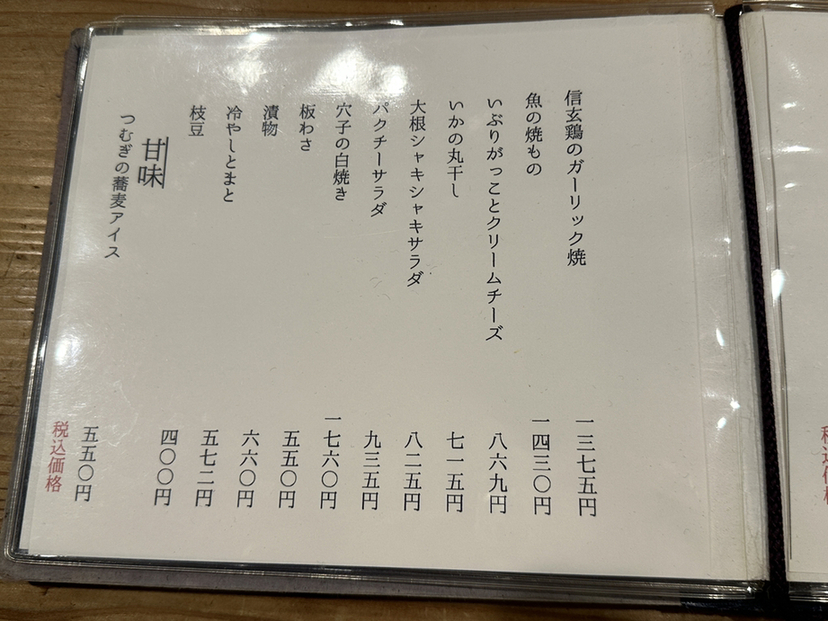 信玄鶏のガーリック焼 一三七五円
魚の焼もの 一四三〇円
いぶりがっことクリームチーズ 八六九円
いかの丸干し 七一五円
大根シャキシャキサラダ 八二五円
パクチーサラダ 九三五円
穴子の白焼き 一七六〇円
板わさ 五五〇円
漬物 六六〇円
冷やしとまと 五七二円
枝豆 四〇〇円
甘味
つむぎの蕎麦アイス 五五〇円
税込価格